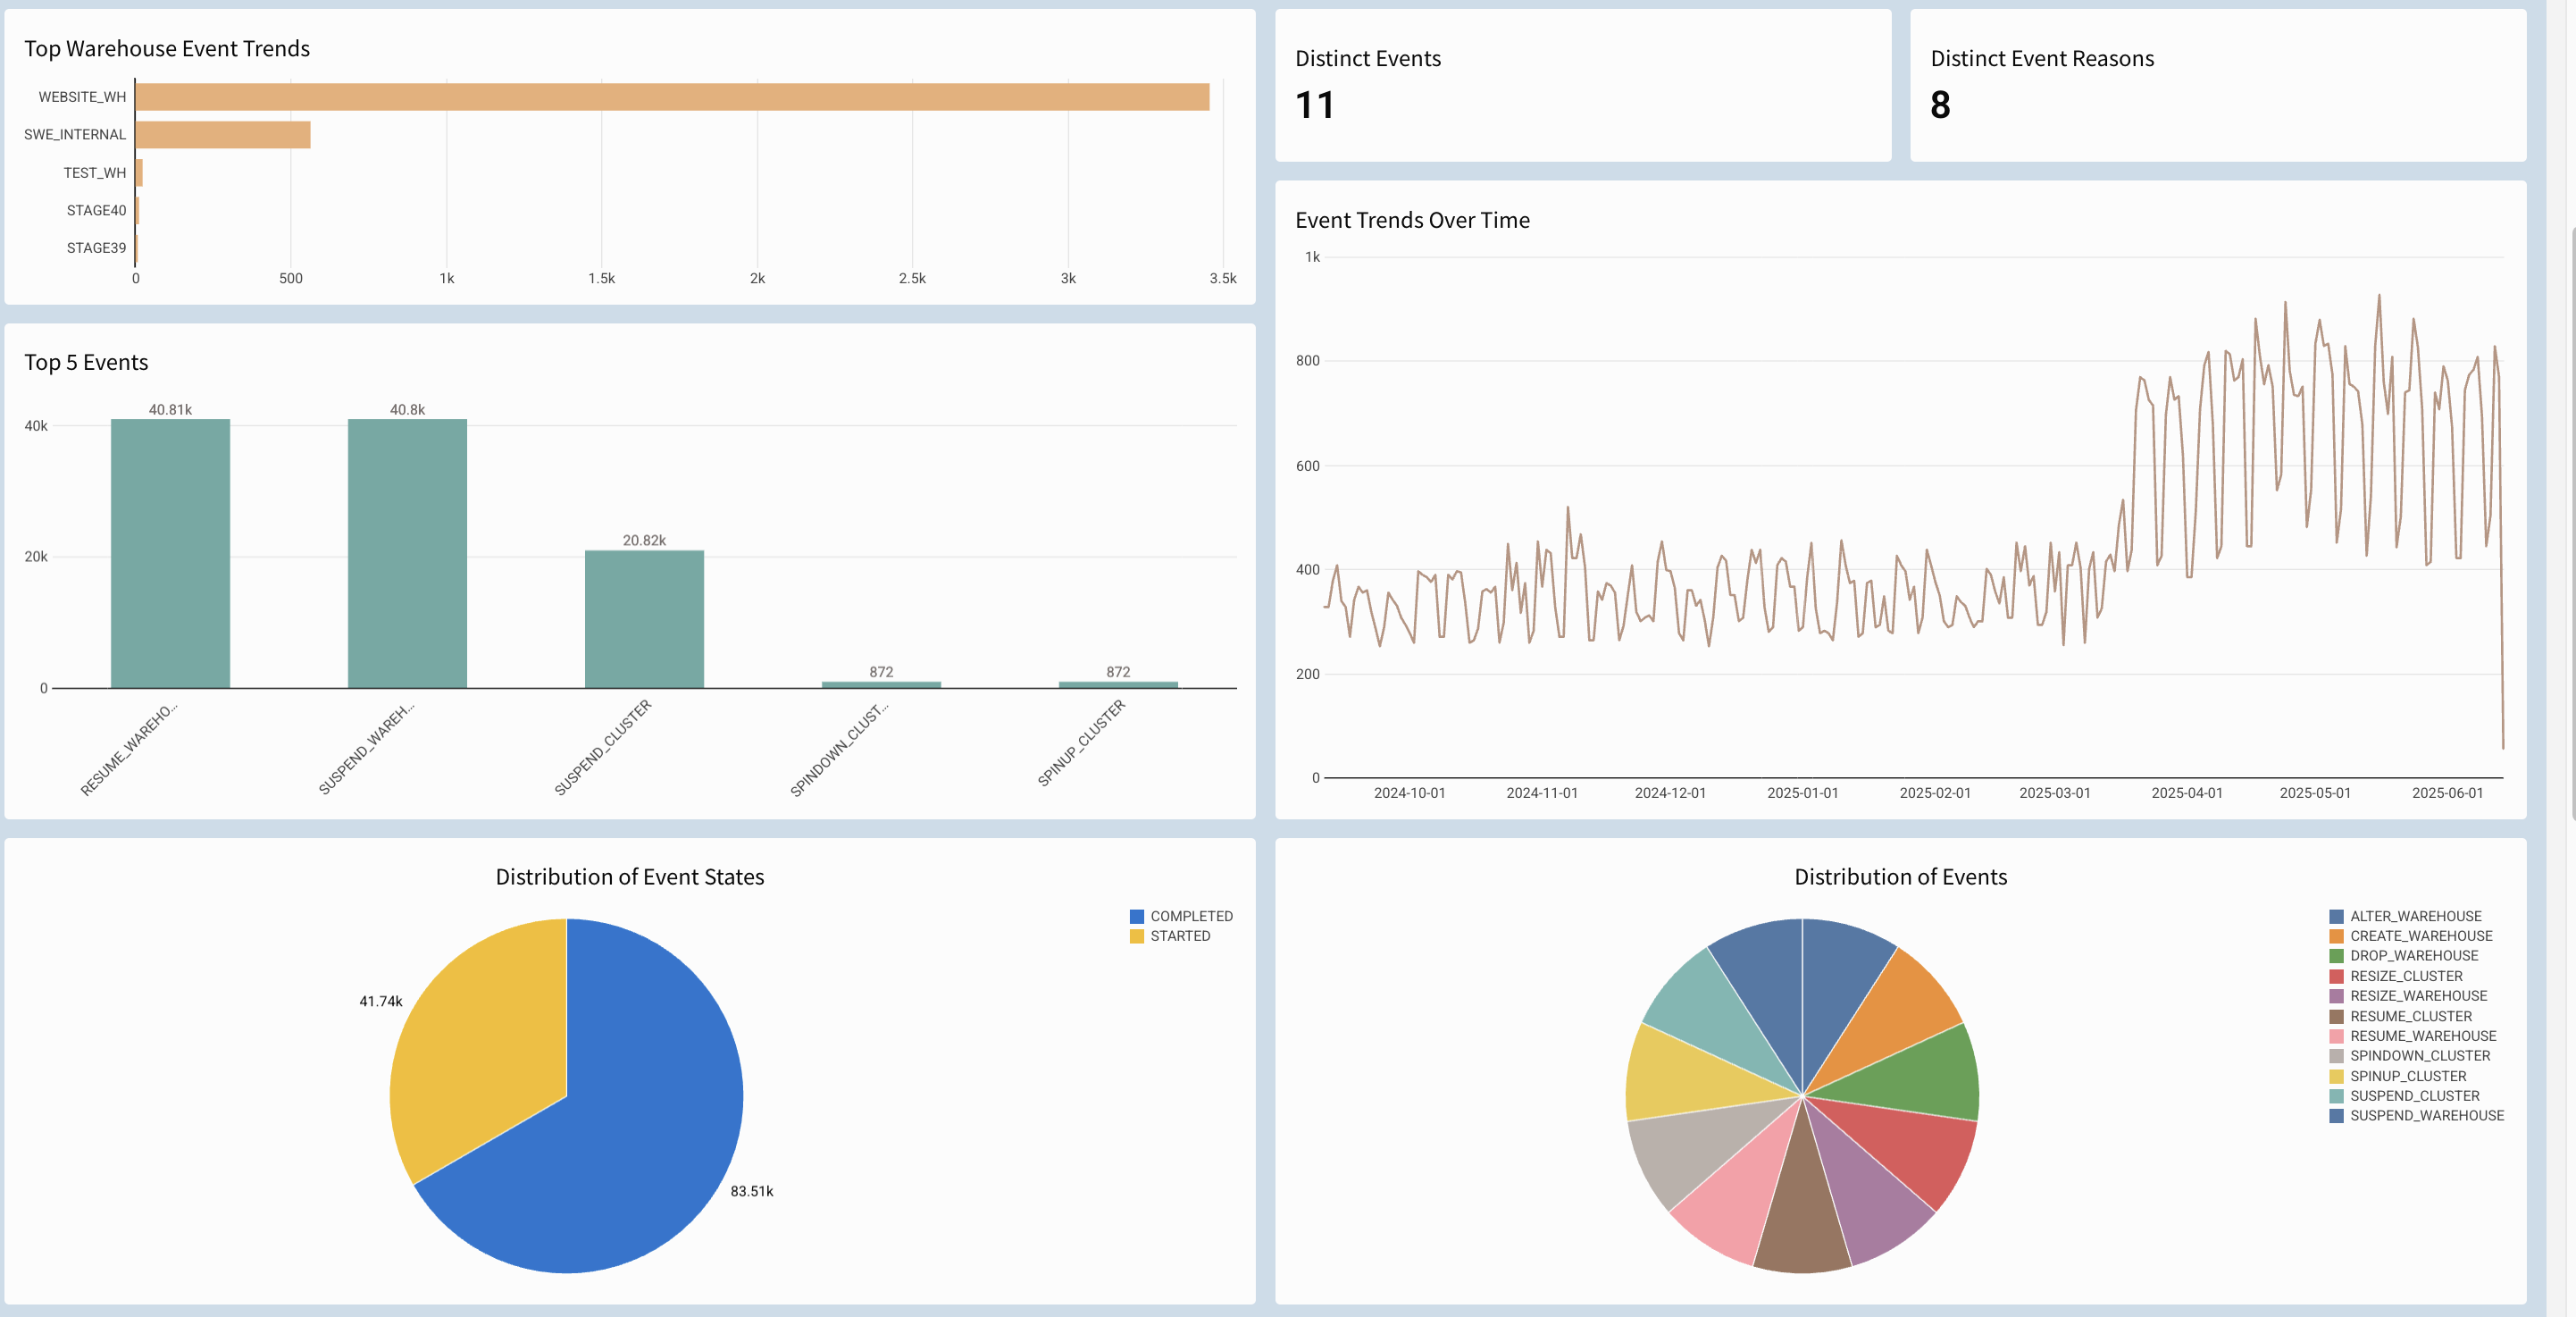 Top Warehouse Event Trends
WEBSITE_WH
SWE_INTERNAL
TEST_WH
STAGE40
STAGE39
0 500 1k 1.5k 2k 2.5k 3k 3.5k
Distinct Events
11
Distinct Event Reasons
8
Top 5 Events
40.81k 40.8k 20.82k 872 872
40k
20k
0
RESUME_WAREHO... SUSPEND_WAREH... SUSPEND_CLUSTER SPINDOWN_CLUST... SPINUP_CLUSTER
Event Trends Over Time
1k
800
600
400
200
0
2024-10-01 2024-11-01 2024-12-01 2025-01-01 2025-02-01 2025-03-01 2025-04-01 2025-05-01 2025-06-01
Distribution of Event States
COMPLETED
STARTED
41.74k
83.51k
Distribution of Events
ALTER_WAREHOUSE
CREATE_WAREHOUSE
DROP_WAREHOUSE
RESIZE_CLUSTER
RESIZE_WAREHOUSE
RESUME_CLUSTER
RESUME_WAREHOUSE
SPINDOWN_CLUSTER
SPINUP_CLUSTER
SUSPEND_CLUSTER
SUSPEND_WAREHOUSE